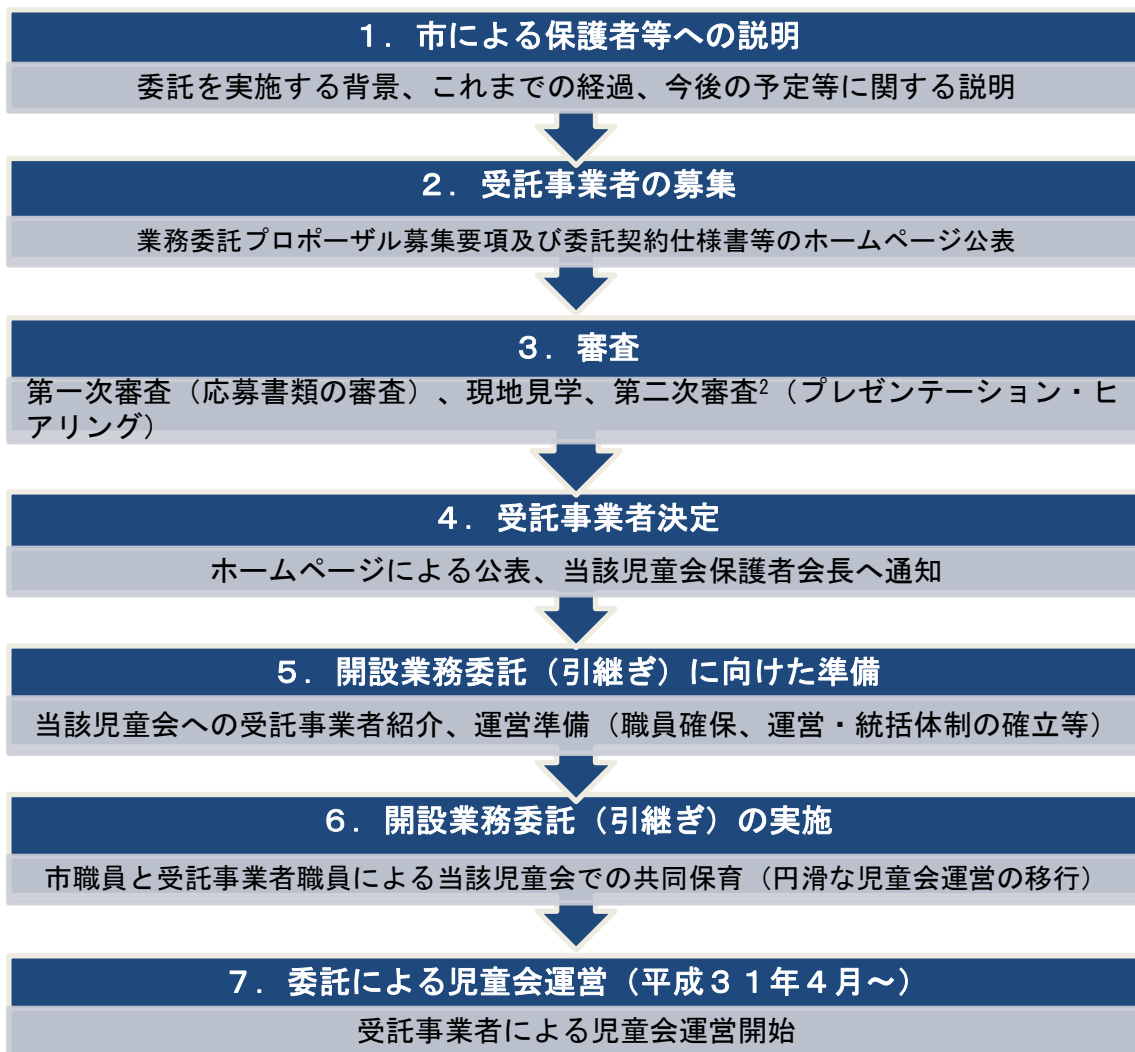 １．市による保護者等への説明
委託を実施する背景、これまでの経過、今後の予定等に関する説明
２．受託事業者の募集
業務委託プロポーザル募集要項及び委託契約仕様書等のホームページ公表
３．審査
第一次審査（応募書類の審査）、現地見学、第二次審査²（プレゼンテーション・ヒ
アリング）
４．受託事業者決定
ホームページによる公表、当該児童会保護者会長へ通知
５．開設業務委託（引継ぎ）に向けた準備
当該児童会への受託事業者紹介、運営準備（職員確保、運営・統括体制の確立等）
６．開設業務委託（引継ぎ）の実施
市職員と受託事業者職員による当該児童会での共同保育（円滑な児童会運営の移行）
７．委託による児童会運営（平成３１年４月～）
受託事業者による児童会運営開始